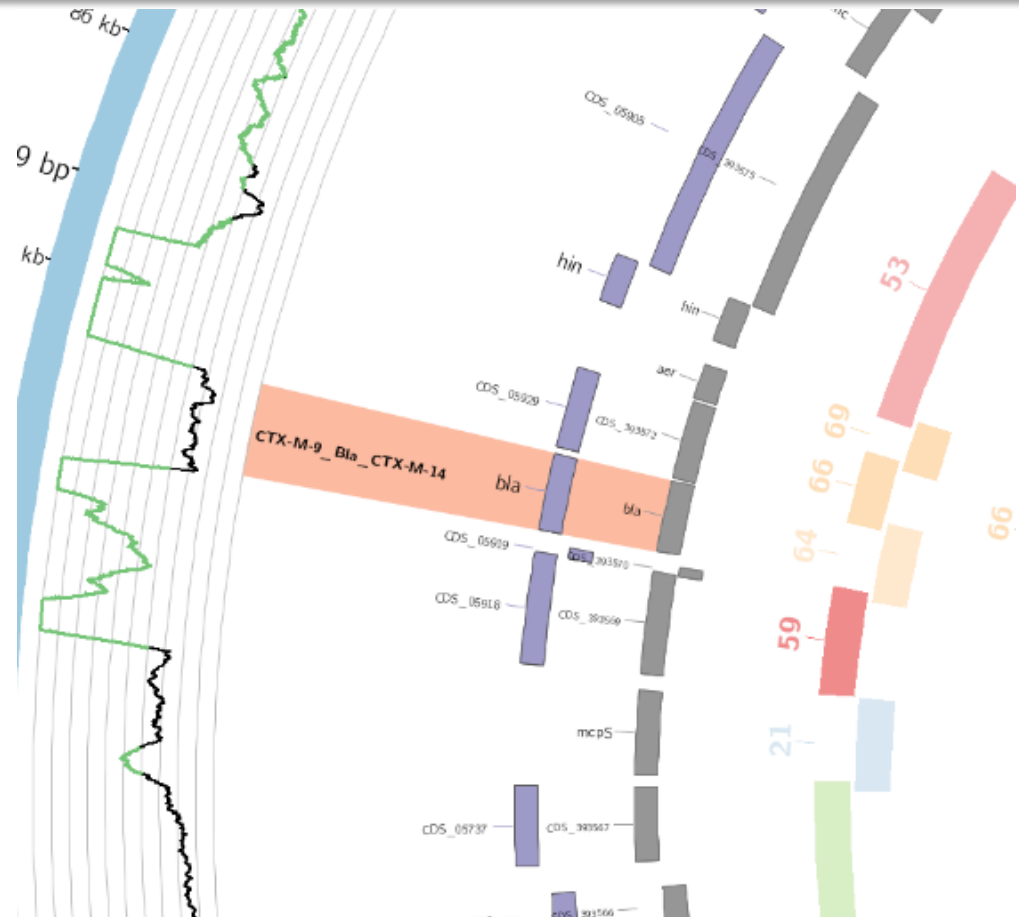 86 kb
9 bp
kb
CDS_05905
CDS_393575
hin
hin
aer
CDS_05929
CDS_393572
CTX-M-9_Bla_CTX-M-14
bla
bla
CDS_393570
CDS_05918
CDS_393569
mcpS
CDS_05737
CDS_393567
393566
53
69
66
64
66
59
21